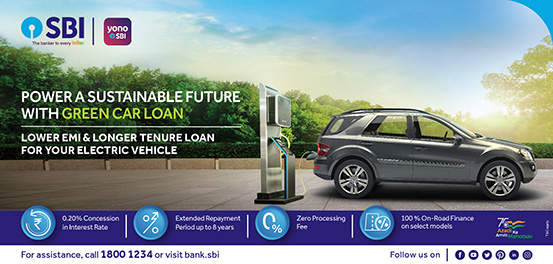 SBI
The banker to every Indian
yono
SBI
POWER A SUSTAINABLE FUTURE
WITH GREEN CAR LOAN
LOWER EMI & LONGER TENURE LOAN
FOR YOUR ELECTRIC VEHICLE
0.20% Concession
in Interest Rate
Extended Repayment
Period up to 8 years
Zero Processing
Fee
100 % On-Road Finance
on select models
Azadi Ka
Amrit Mahotsav
*T&C APPLY
For assistance, call 1800 1234 or visit bank.sbi
Follow us on